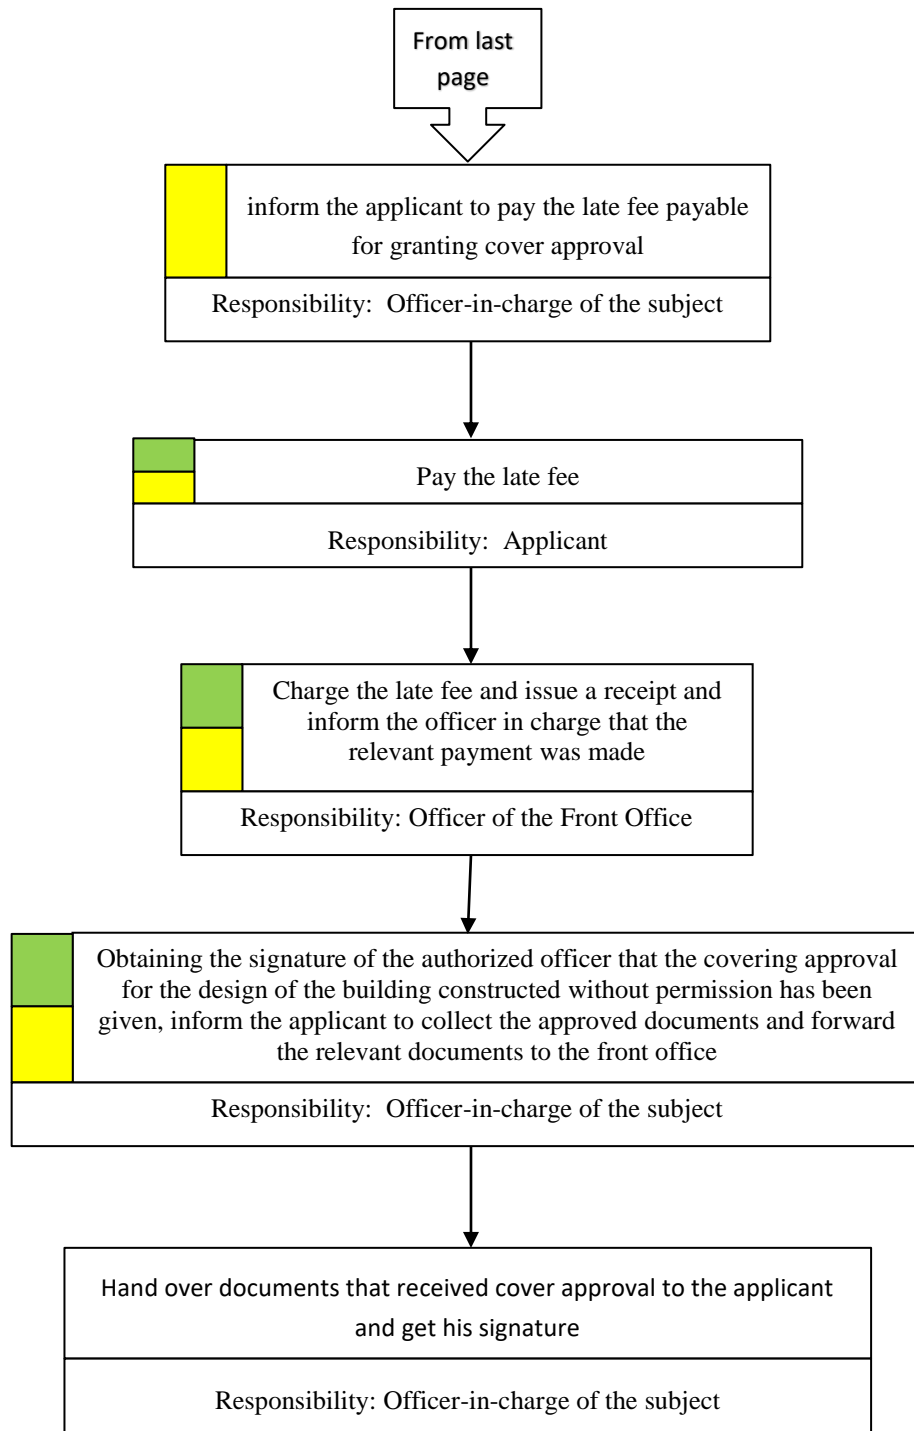 From last
page
inform the applicant to pay the late fee payable
for granting cover approval
Responsibility: Officer-in-charge of the subject
Pay the late fee
Responsibility: Applicant
Charge the late fee and issue a receipt and
inform the officer in charge that the
relevant payment was made
Responsibility: Officer of the Front Office
Obtaining the signature of the authorized officer that the covering approval
for the design of the building constructed without permission has been
given, inform the applicant to collect the approved documents and forward
the relevant documents to the front office
Responsibility: Officer-in-charge of the subject
Hand over documents that received cover approval to the applicant
and get his signature
Responsibility: Officer-in-charge of the subject